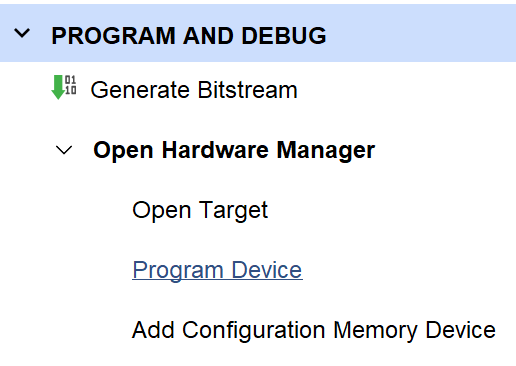 PROGRAM AND DEBUG
Generate Bitstream
Open Hardware Manager
Open Target
Program Device
Add Configuration Memory Device